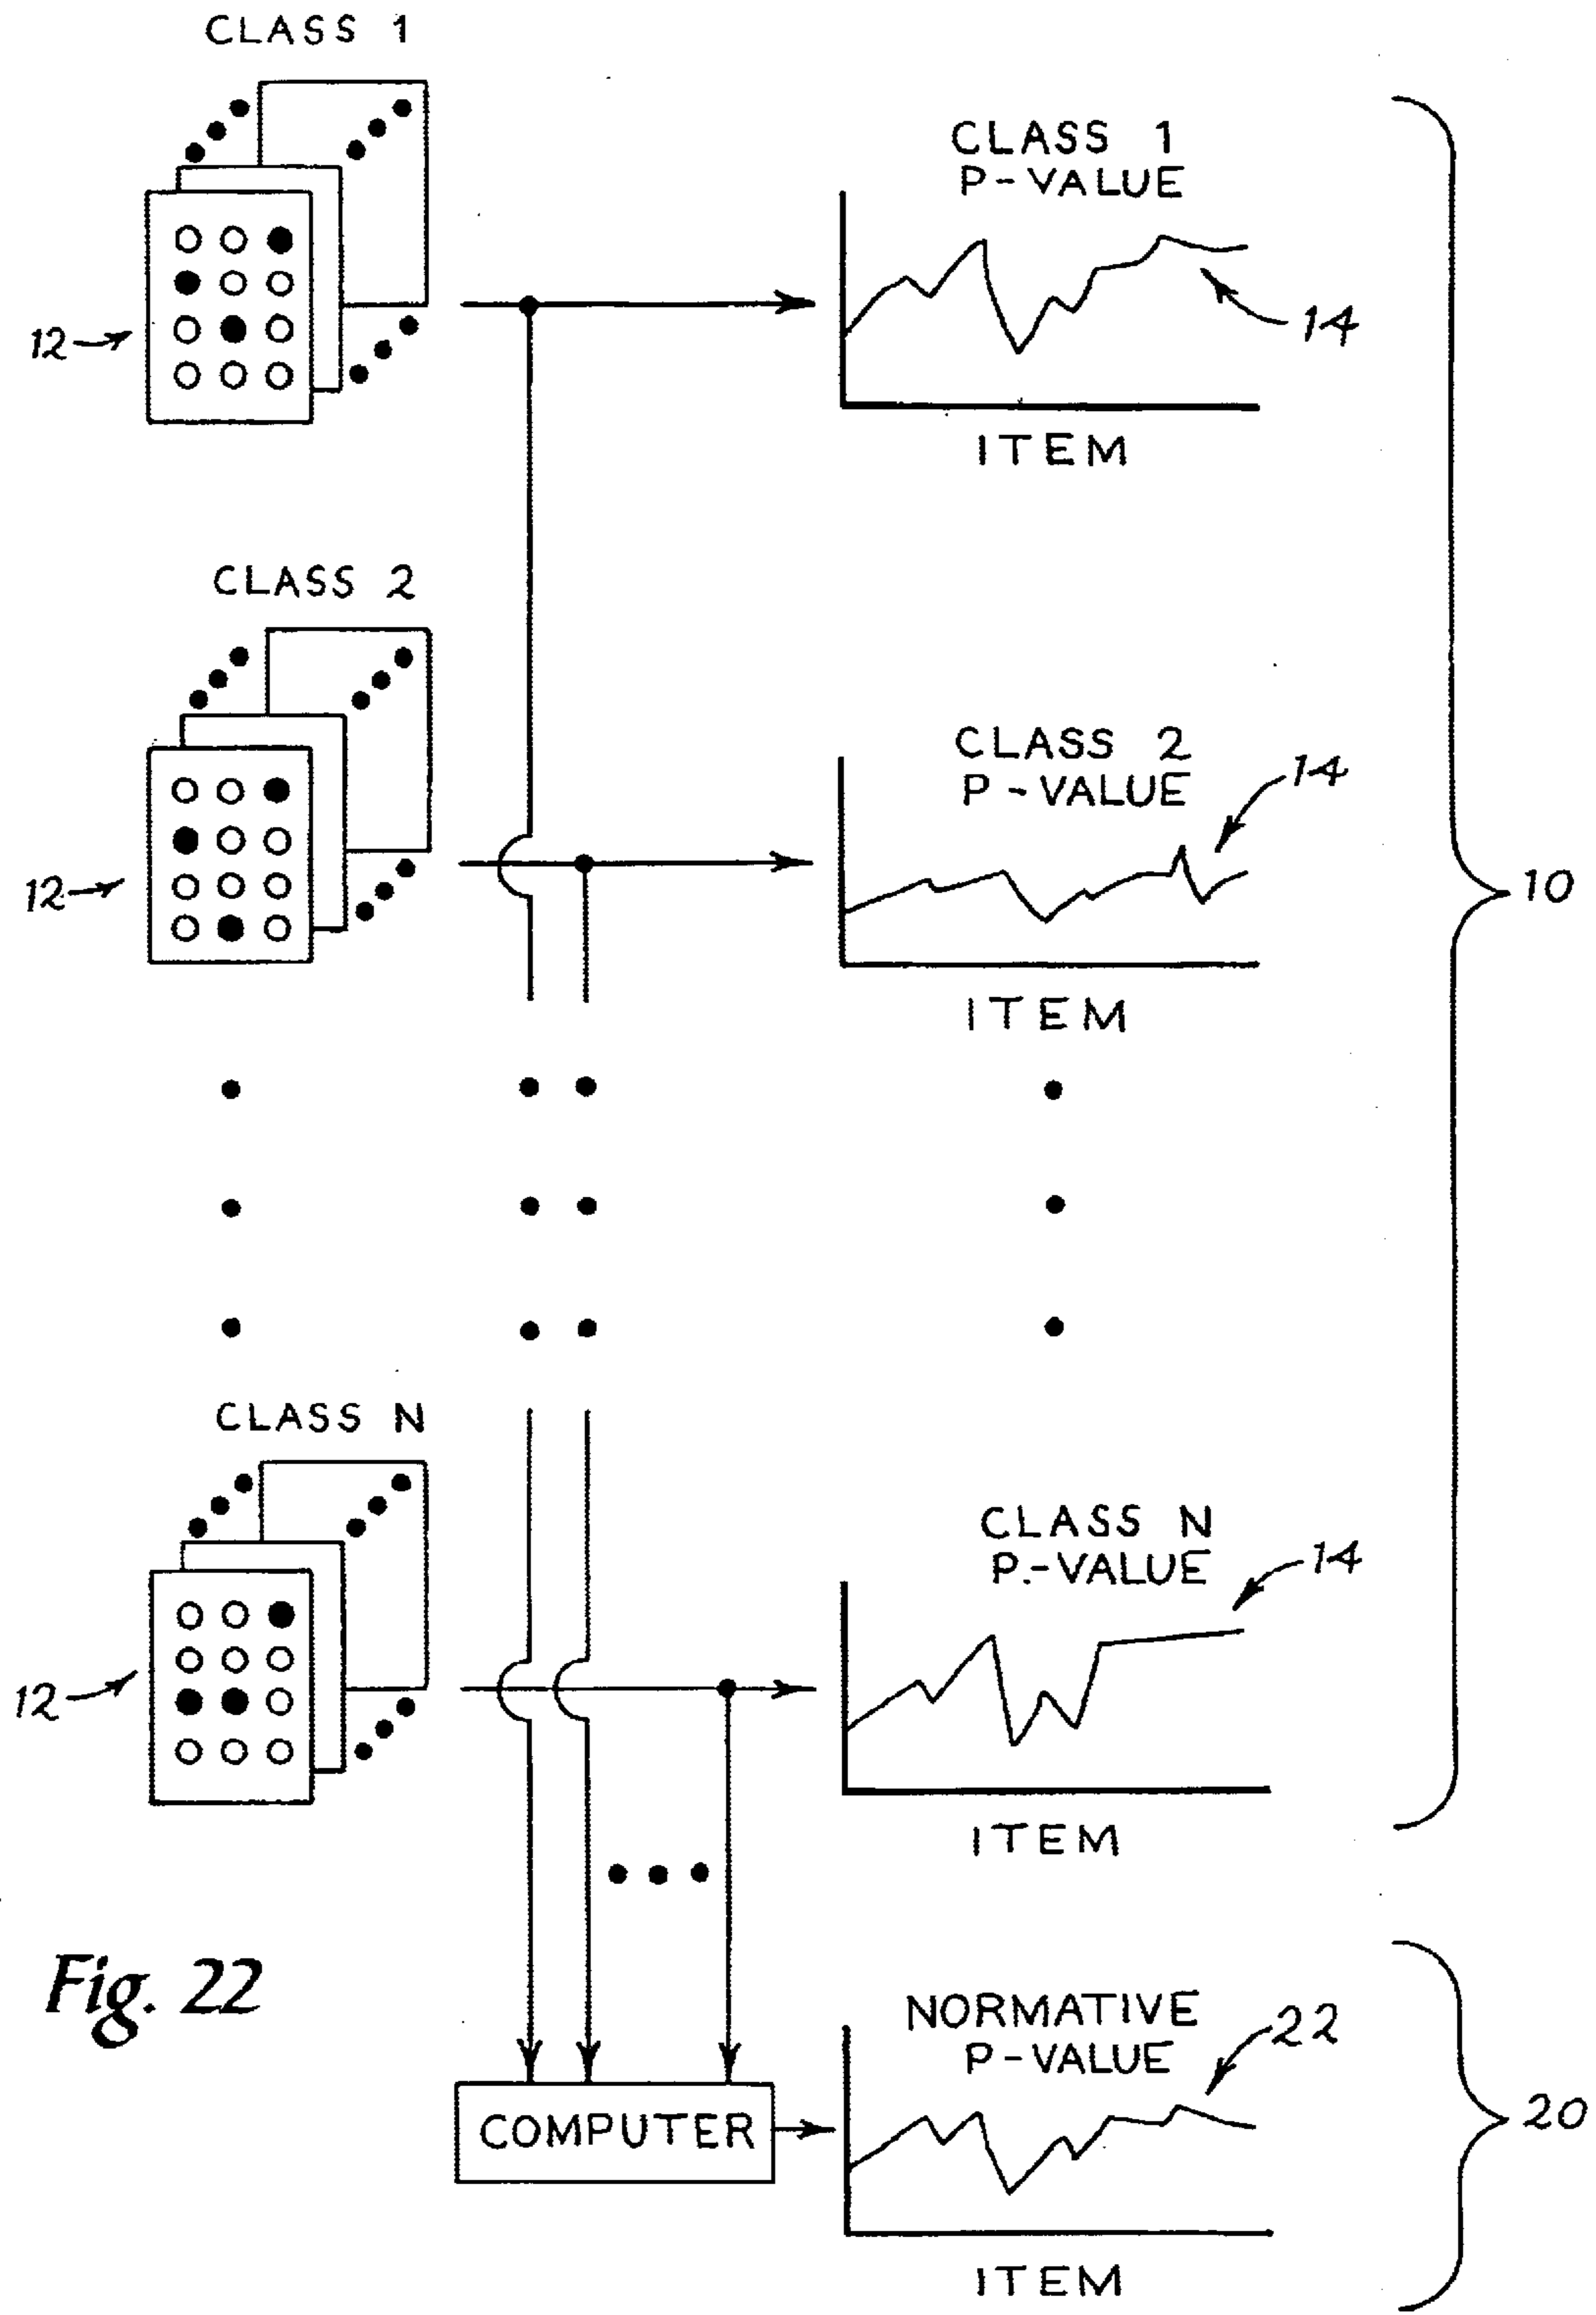 CLASS 1
CLASS 1
P-VALUE
12
14
ITEM
CLASS 2
CLASS 2
P-VALUE
14
12
10
ITEM
CLASS N
CLASS N
P.-VALUE
14
12
ITEM
Fig. 22
NORMATIVE
P-VALUE
22
COMPUTER
20
ITEM